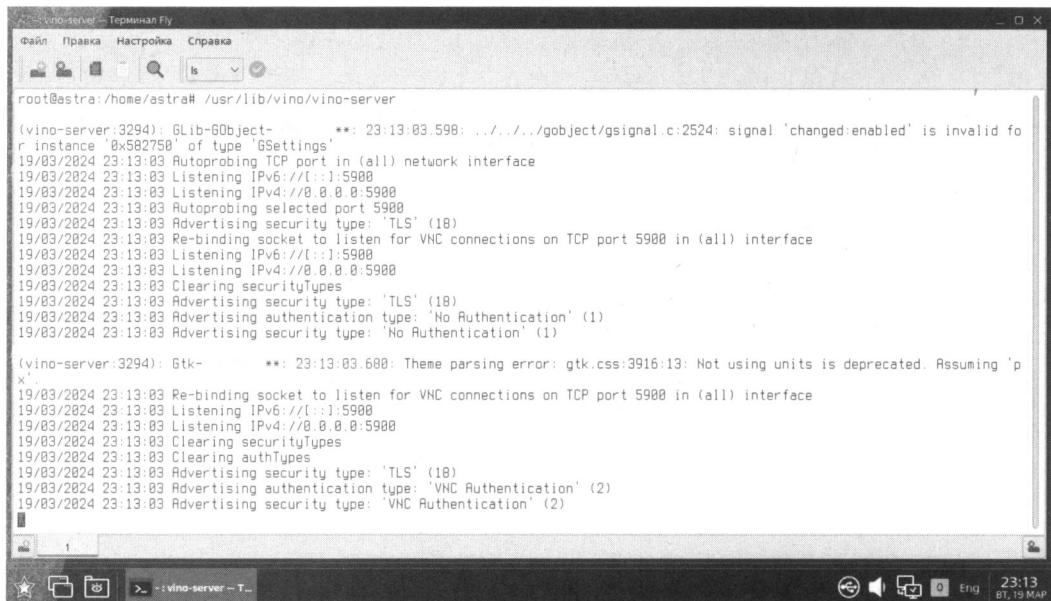 - : vino-server — Терминал Fly
Файл Правка Настройка Справка
ls
root@astra:/home/astra# /usr/lib/vino/vino-server
(vino-server:3294): GLib-GObject- **: 23:13:03.598: ../../../gobject/gsignal.c:2524: signal 'changed:enabled' is invalid fo
r instance '0x582750' of type 'GSettings'
19/03/2024 23:13:03 Autoprobing TCP port in (all) network interface
19/03/2024 23:13:03 Listening IPv6://[::]:5900
19/03/2024 23:13:03 Listening IPv4://0.0.0.0:5900
19/03/2024 23:13:03 Autoprobing selected port 5900
19/03/2024 23:13:03 Advertising security type: 'TLS' (18)
19/03/2024 23:13:03 Re-binding socket to listen for VNC connections on TCP port 5900 in (all) interface
19/03/2024 23:13:03 Listening IPv6://[::]:5900
19/03/2024 23:13:03 Listening IPv4://0.0.0.0:5900
19/03/2024 23:13:03 Clearing securityTypes
19/03/2024 23:13:03 Advertising security type: 'TLS' (18)
19/03/2024 23:13:03 Advertising authentication type: 'No Authentication' (1)
19/03/2024 23:13:03 Advertising security type: 'No Authentication' (1)
(vino-server:3294): Gtk- **: 23:13:03.680: Theme parsing error: gtk.css:3916:13: Not using units is deprecated. Assuming 'p
x'.
19/03/2024 23:13:03 Re-binding socket to listen for VNC connections on TCP port 5900 in (all) interface
19/03/2024 23:13:03 Listening IPv6://[::]:5900
19/03/2024 23:13:03 Listening IPv4://0.0.0.0:5900
19/03/2024 23:13:03 Clearing securityTypes
19/03/2024 23:13:03 Clearing authTypes
19/03/2024 23:13:03 Advertising security type: 'TLS' (18)
19/03/2024 23:13:03 Advertising authentication type: 'VNC Authentication' (2)
19/03/2024 23:13:03 Advertising security type: 'VNC Authentication' (2)
1
- : vino-server — Т...
0 Eng 23:13
ВТ, 19 МАР